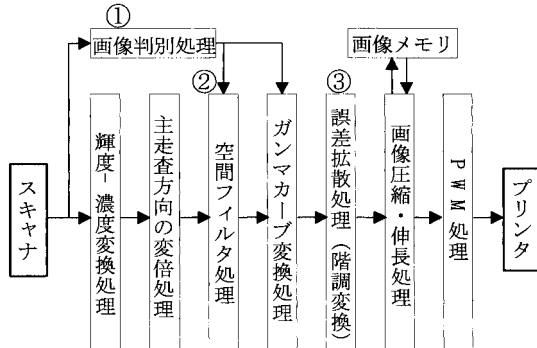 ①
画像判別処理
画像メモリ
②
③
スキャナ
輝度－濃度変換処理
主走査方向の変倍処理
空間フィルタ処理
ガンマカーブ変換処理
誤差拡散処理（階調変換）
画像圧縮・伸長処理
PWM処理
プリンタ